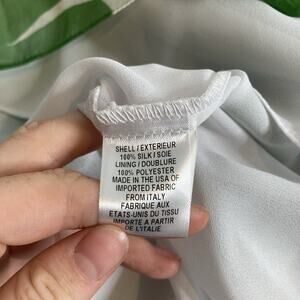 SHELL / EXTERIEUR
100% SILK / SOIE
LINING / DOUBLURE
100% POLYESTER
MADE IN THE USA OF
IMPORTED FABRIC
FROM ITALY
FABRIQUE AUX
ETATS-UNIS DU TISSU
IMPORTE A PARTIR
DE L'ITALIE